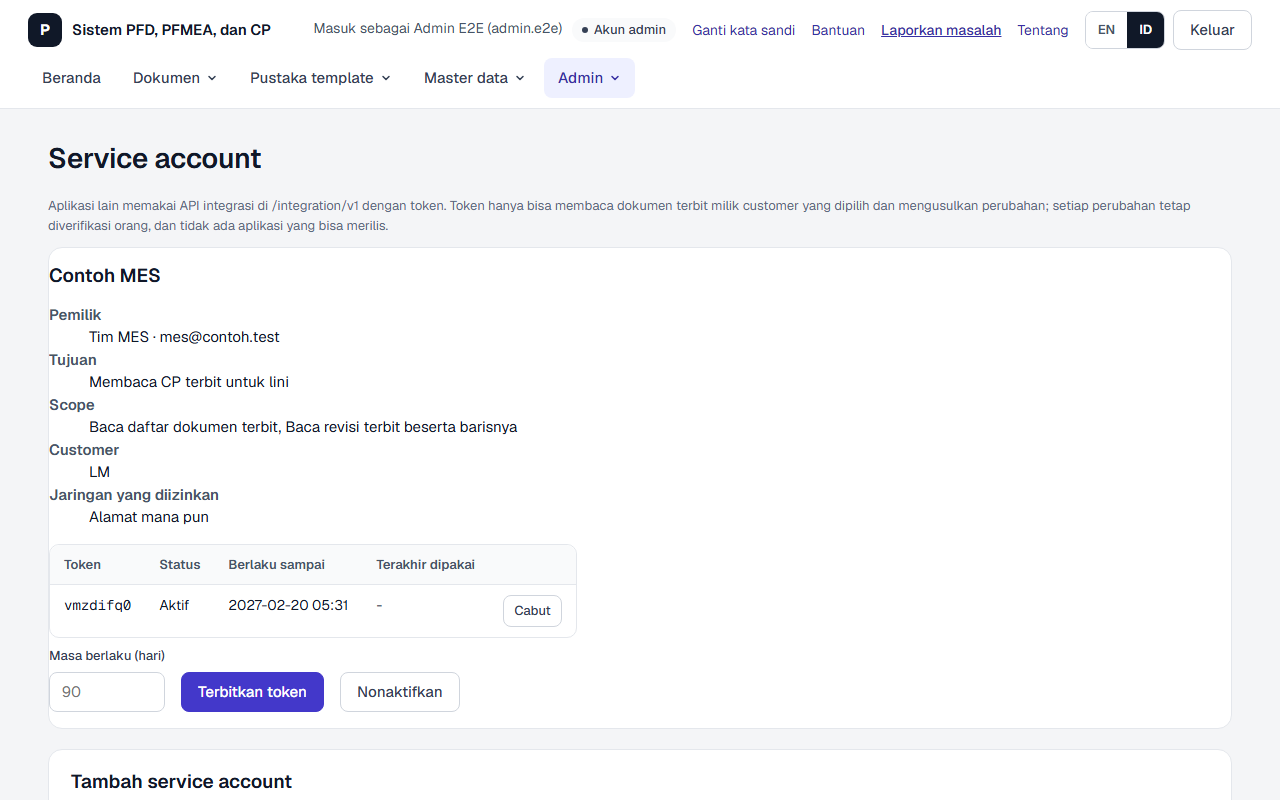 P
Sistem PFD, PFMEA, dan CP
Masuk sebagai Admin E2E (admin.e2e)
Akun admin
Ganti kata sandi
Bantuan
Laporkan masalah
Tentang
EN
ID
Keluar
Beranda
Dokumen
Pustaka template
Master data
Admin
Service account
Aplikasi lain memakai API integrasi di /integration/v1 dengan token. Token hanya bisa membaca dokumen terbit milik customer yang dipilih dan mengusulkan perubahan; setiap perubahan tetap
diverifikasi orang, dan tidak ada aplikasi yang bisa merilis.
Contoh MES
Pemilik
Tim MES · mes@contoh.test
Tujuan
Membaca CP terbit untuk lini
Scope
Baca daftar dokumen terbit, Baca revisi terbit beserta barisnya
Customer
LM
Jaringan yang diizinkan
Alamat mana pun
Token Status Berlaku sampai Terakhir dipakai
vmzdifq0 Aktif 2027-02-20 05:31 - Cabut
Masa berlaku (hari)
90
Terbitkan token
Nonaktifkan
Tambah service account